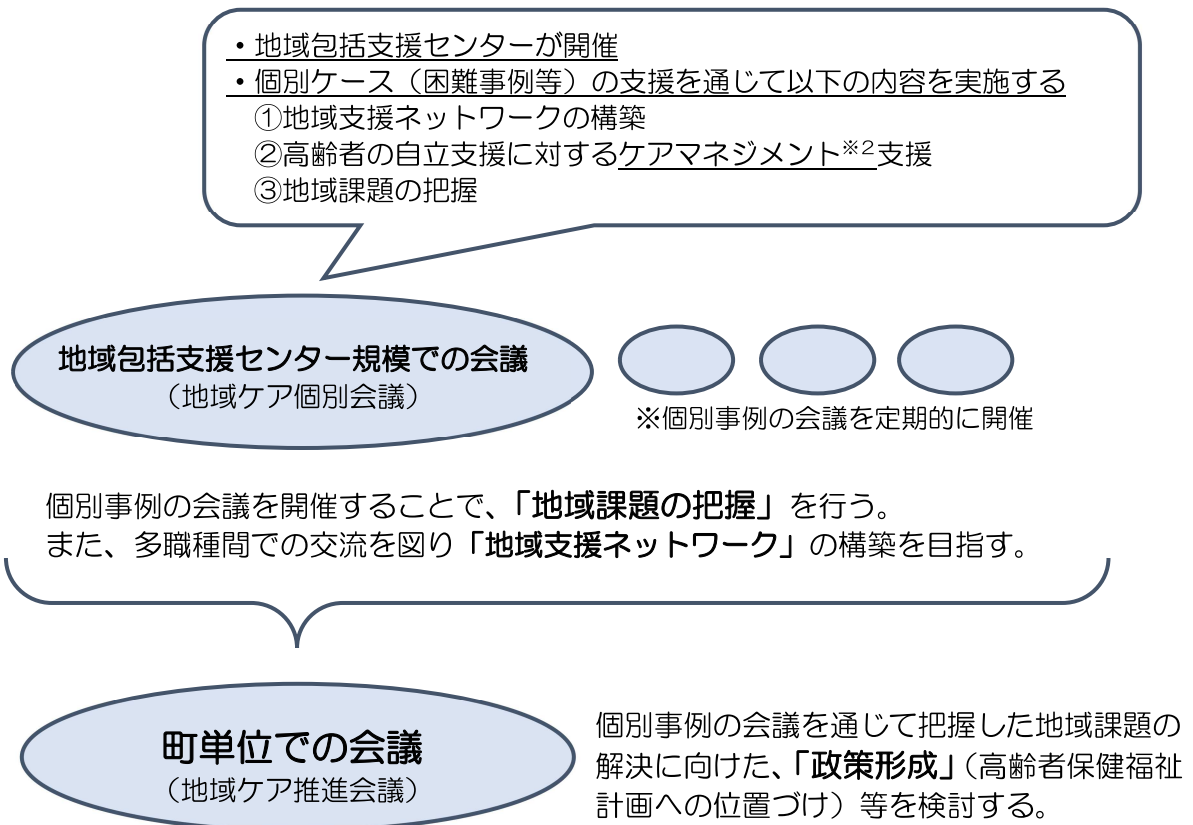 ・地域包括支援センターが開催
・個別ケース（困難事例等）の支援を通じて以下の内容を実施する
①地域支援ネットワークの構築
②高齢者の自立支援に対するケアマネジメント※2支援
③地域課題の把握
地域包括支援センター規模での会議
（地域ケア個別会議）
※個別事例の会議を定期的に開催
個別事例の会議を開催することで、「地域課題の把握」を行う。
また、多職種間での交流を図り「地域支援ネットワーク」の構築を目指す。
町単位での会議
（地域ケア推進会議）
個別事例の会議を通じて把握した地域課題の
解決に向けた、「政策形成」（高齢者保健福祉
計画への位置づけ）等を検討する。